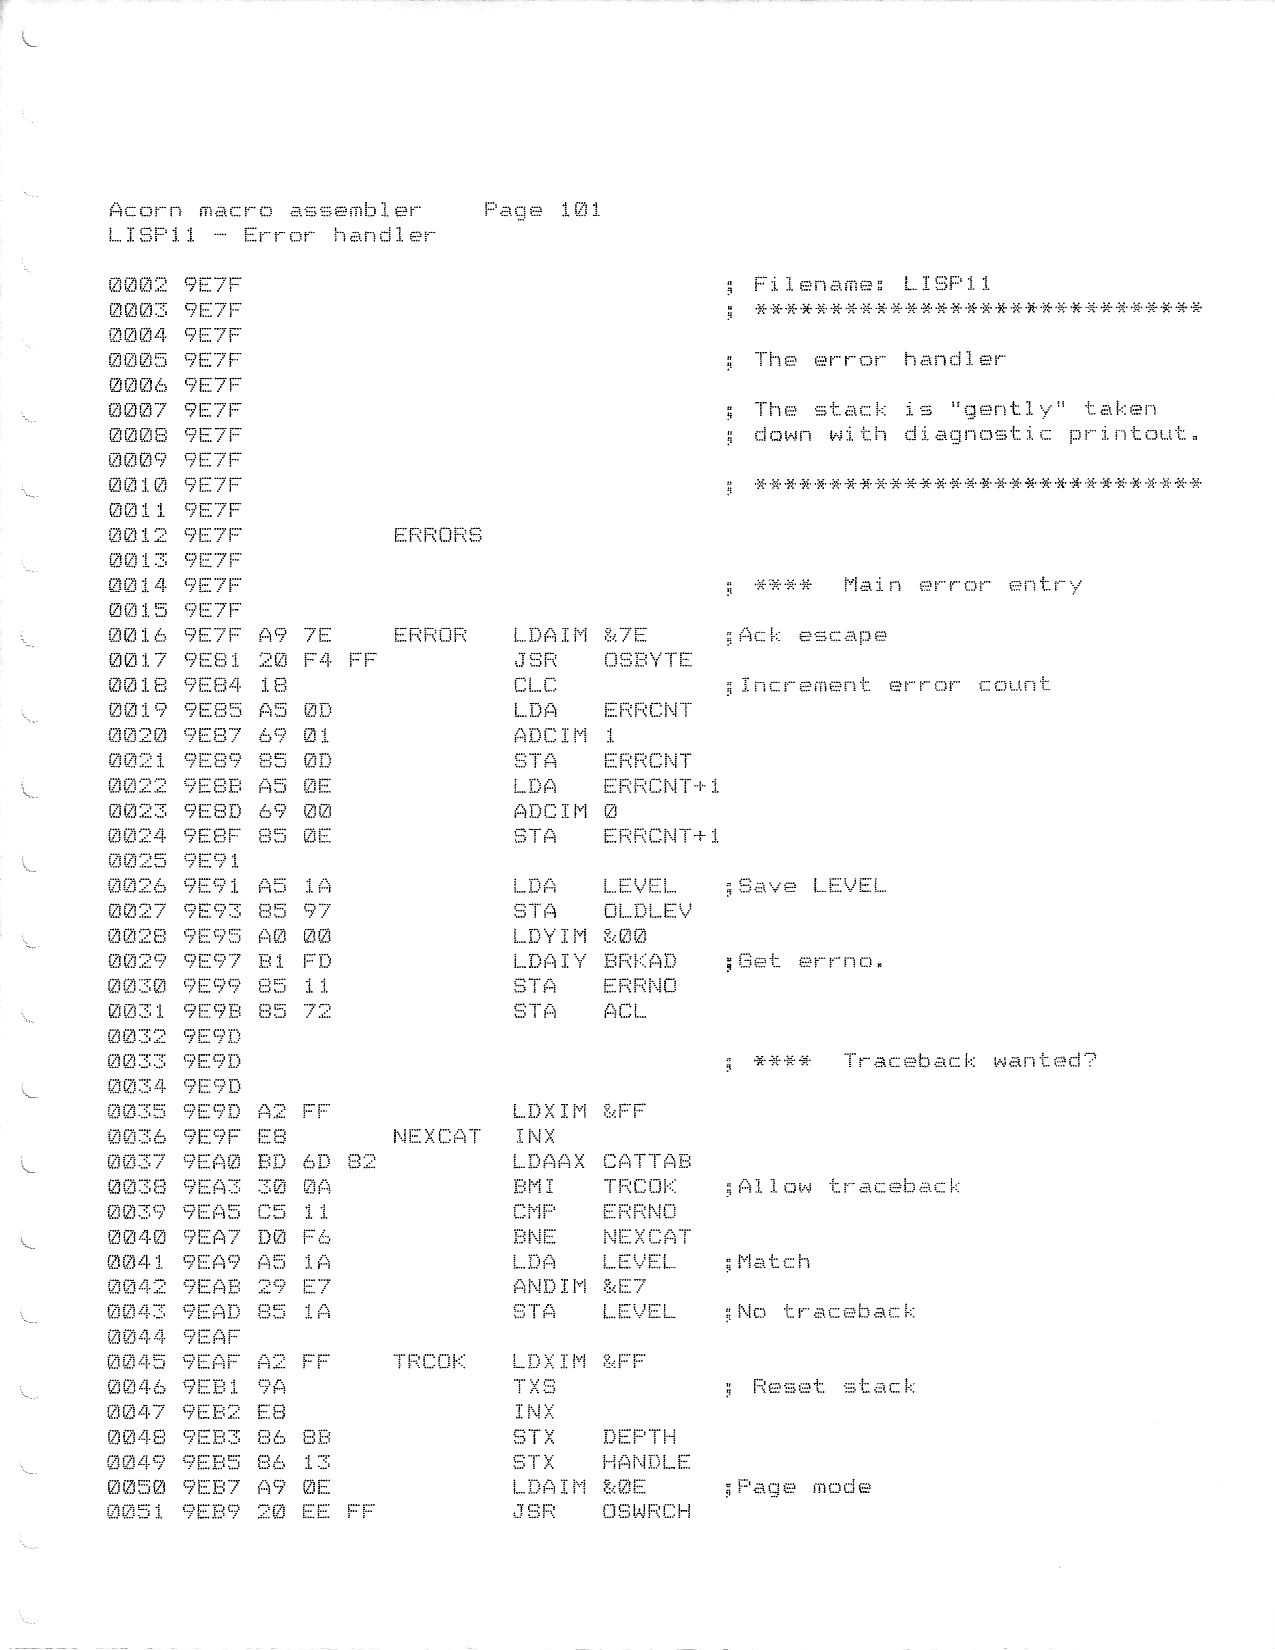 Acorn macro assembler    Page 101
LISP11 - Error handler
0002 9E7F                                ; Filename: LISP11
0003 9E7F                                ; ******************************
0004 9E7F
0005 9E7F                                ; The error handler
0006 9E7F
0007 9E7F                                ; The stack is "gently" taken
0008 9E7F                                ; down with diagnostic printout.
0009 9E7F
0010 9E7F                                ; ******************************
0011 9E7F
0012 9E7F          ERRORS
0013 9E7F
0014 9E7F                                ; ****  Main error entry
0015 9E7F
0016 9E7F A9 7E    ERROR   LDAIM &7E     ;Ack escape
0017 9E81 20 F4 FF         JSR   OSBYTE
0018 9E84 18               CLC           ;Increment error count
0019 9E85 A5 0D            LDA   ERRCNT
0020 9E87 69 01            ADCIM 1
0021 9E89 85 0D            STA   ERRCNT
0022 9E8B A5 0E            LDA   ERRCNT+1
0023 9E8D 69 00            ADCIM 0
0024 9E8F 85 0E            STA   ERRCNT+1
0025 9E91
0026 9E91 A5 1A            LDA   LEVEL   ;Save LEVEL
0027 9E93 85 97            STA   OLDLEV
0028 9E95 A0 00            LDYIM &00
0029 9E97 B1 FD            LDAIY BRKAD   ;Get errno.
0030 9E99 85 11            STA   ERRNO
0031 9E9B 85 72            STA   ACL
0032 9E9D
0033 9E9D                                ; ****  Traceback wanted?
0034 9E9D
0035 9E9D A2 FF            LDXIM &FF
0036 9E9F E8       NEXCAT  INX
0037 9EA0 BD 6D 82         LDAAX CATTAB
0038 9EA3 30 0A            BMI   TRCOK   ;Allow traceback
0039 9EA5 C5 11            CMP   ERRNO
0040 9EA7 D0 F6            BNE   NEXCAT
0041 9EA9 A5 1A            LDA   LEVEL   ;Match
0042 9EAB 29 E7            ANDIM &E7
0043 9EAD 85 1A            STA   LEVEL   ;No traceback
0044 9EAF
0045 9EAF A2 FF    TRCOK   LDXIM &FF
0046 9EB1 9A               TXS           ; Reset stack
0047 9EB2 E8               INX
0048 9EB3 86 8B            STX   DEPTH
0049 9EB5 86 13            STX   HANDLE
0050 9EB7 A9 0E            LDAIM &0E     ;Page mode
0051 9EB9 20 EE FF         JSR   OSWRCH